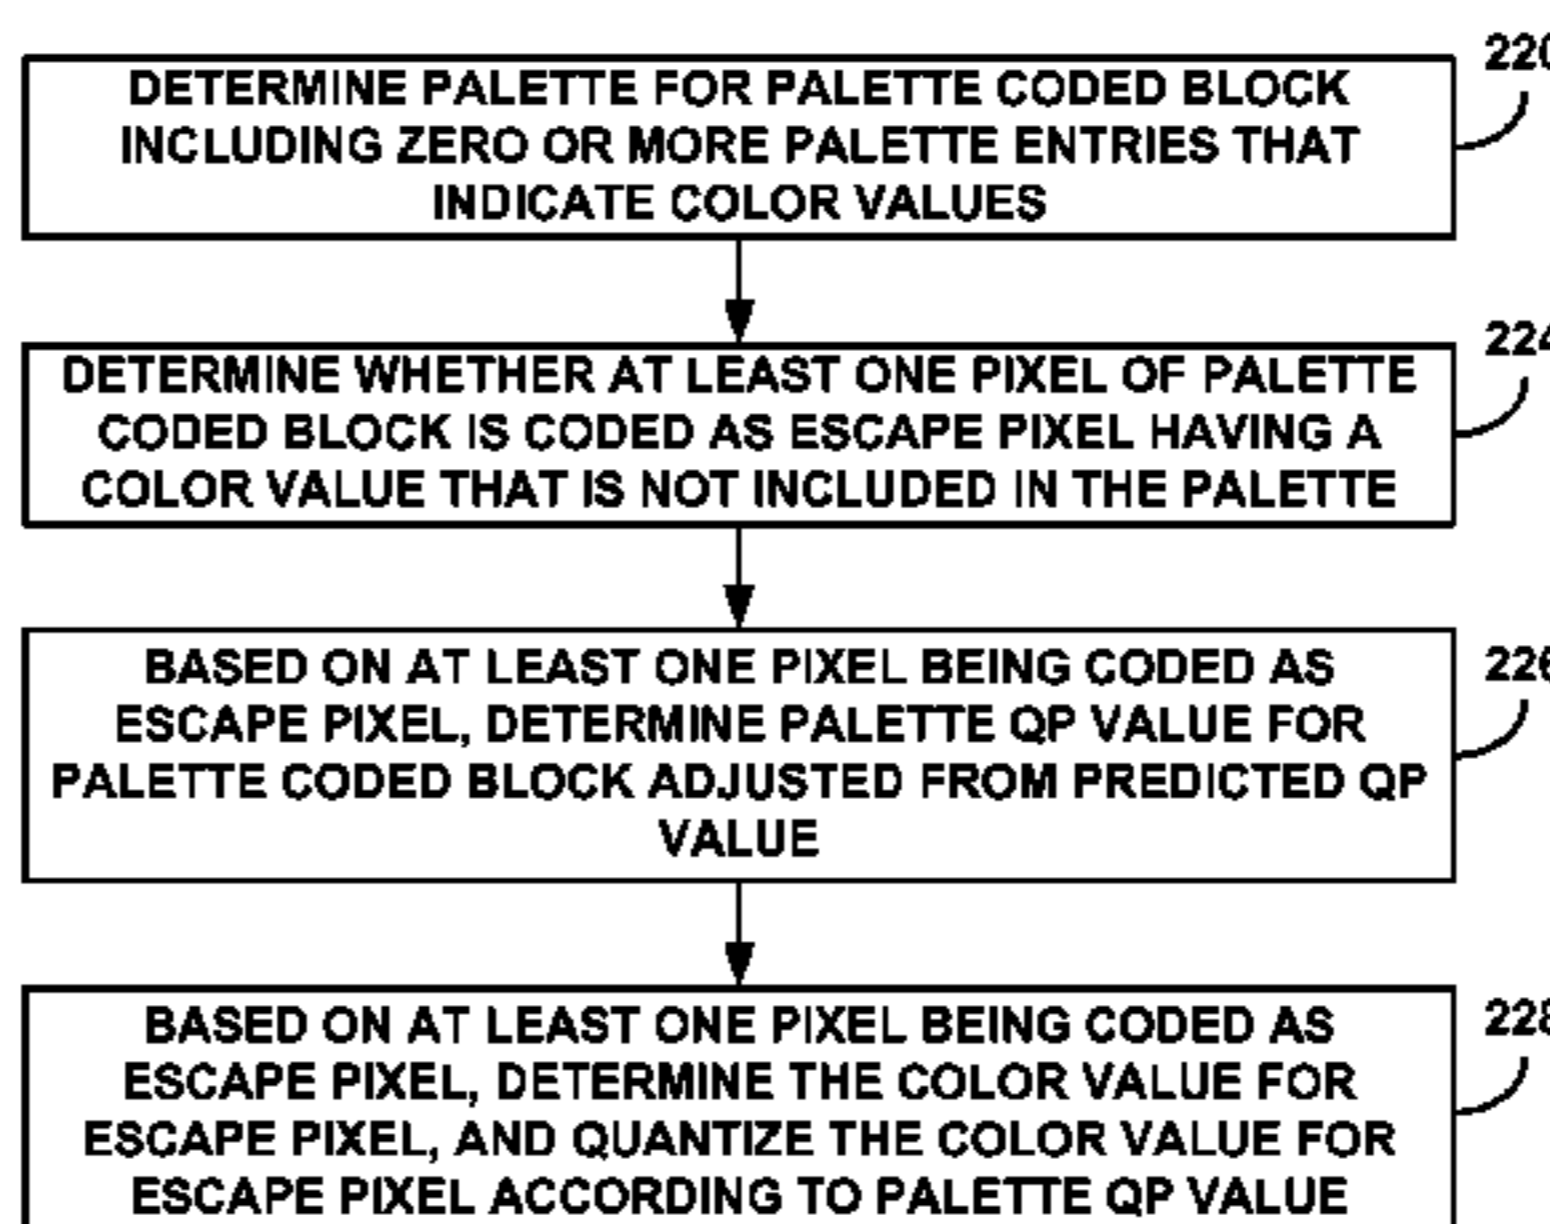 220
DETERMINE PALETTE FOR PALETTE CODED BLOCK
INCLUDING ZERO OR MORE PALETTE ENTRIES THAT
INDICATE COLOR VALUES
224
DETERMINE WHETHER AT LEAST ONE PIXEL OF PALETTE
CODED BLOCK IS CODED AS ESCAPE PIXEL HAVING A
COLOR VALUE THAT IS NOT INCLUDED IN THE PALETTE
226
BASED ON AT LEAST ONE PIXEL BEING CODED AS
ESCAPE PIXEL, DETERMINE PALETTE QP VALUE FOR
PALETTE CODED BLOCK ADJUSTED FROM PREDICTED QP
VALUE
228
BASED ON AT LEAST ONE PIXEL BEING CODED AS
ESCAPE PIXEL, DETERMINE THE COLOR VALUE FOR
ESCAPE PIXEL, AND QUANTIZE THE COLOR VALUE FOR
ESCAPE PIXEL ACCORDING TO PALETTE QP VALUE